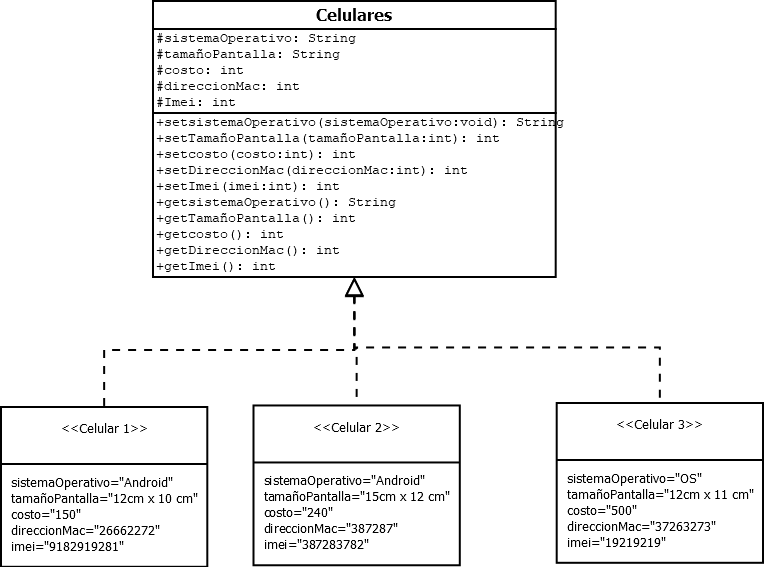 Celulares
#sistemaOperativo: String
#tamañoPantalla: String
#costo: int
#direccionMac: int
#Imei: int
+setsistemaOperativo(sistemaOperativo:void): String
+setTamañoPantalla(tamañoPantalla:int): int
+setcosto(costo:int): int
+setDireccionMac(direccionMac:int): int
+setImei(imei:int): int
+getsistemaOperativo(): String
+getTamañoPantalla(): int
+getcosto(): int
+getDireccionMac(): int
+getImei(): int
<<Celular 1>>
sistemaOperativo="Android"
tamañoPantalla="12cm x 10 cm"
costo="150"
direccionMac="26662272"
imei="9182919281"
<<Celular 2>>
sistemaOperativo="Android"
tamañoPantalla="15cm x 12 cm"
costo="240"
direccionMac="387287"
imei="387283782"
<<Celular 3>>
sistemaOperativo="OS"
tamañoPantalla="12cm x 11 cm"
costo="500"
direccionMac="37263273"
imei="19219219"